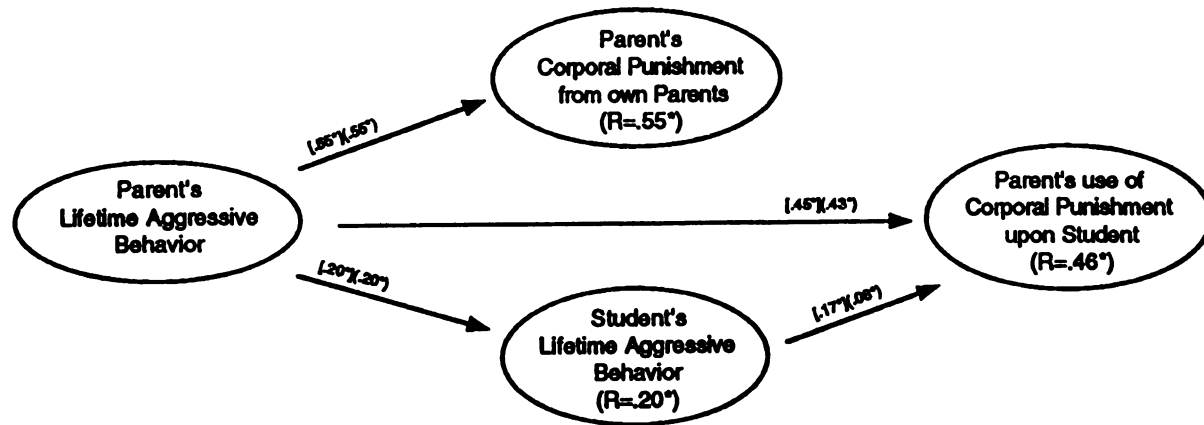 Parent's
Corporal Punishment
from own Parents
(R=.55*)
[.55*](.55*)
Parent's
Lifetime Aggressive
Behavior
[.45*](.43*)
Parent's use of
Corporal Punishment
upon Student
(R=.46*)
[.20*](.20*)
[.17*](.08*)
Student's
Lifetime Aggressive
Behavior
(R=.20*)